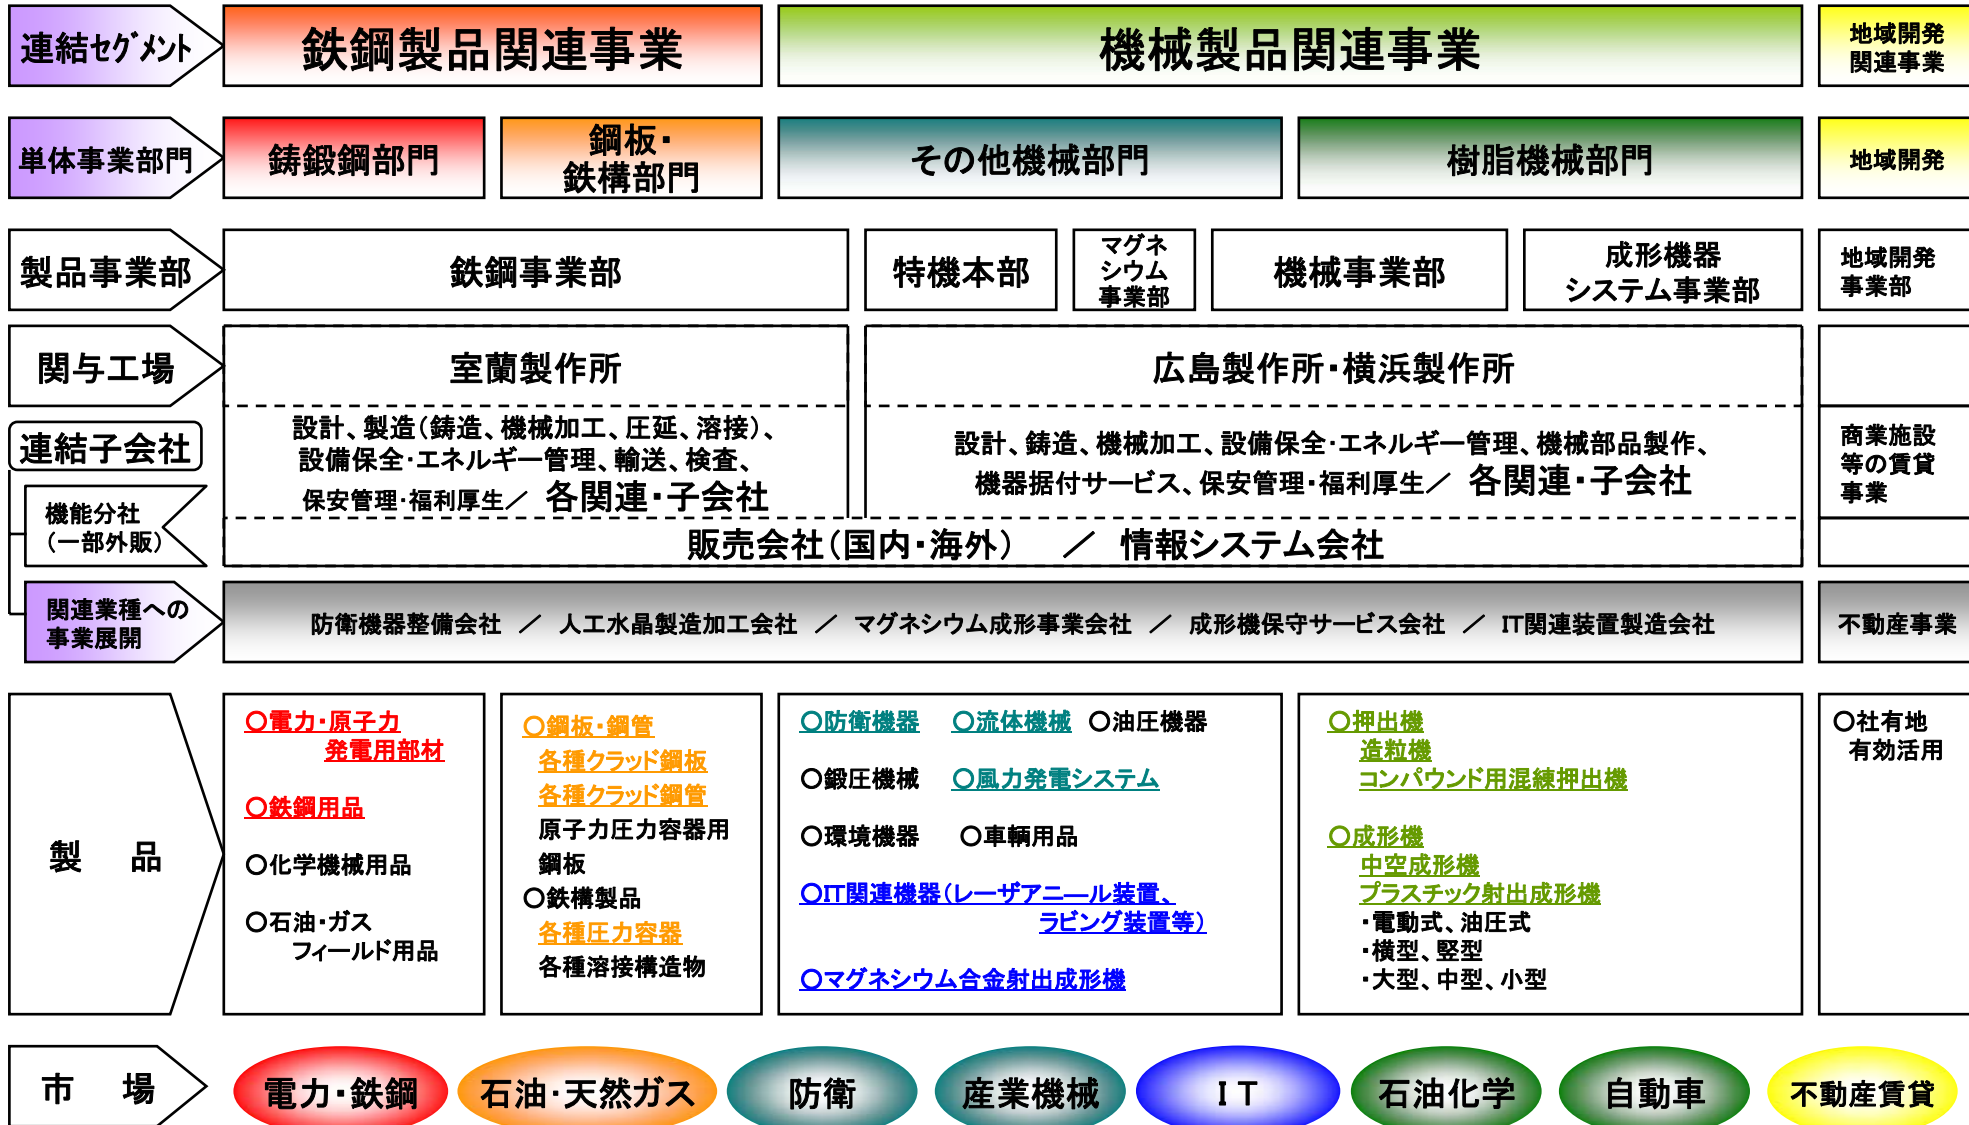 連結セグメント
鉄鋼製品関連事業
機械製品関連事業
地域開発
関連事業
単体事業部門
鋳鍛鋼部門
鋼板・
鉄構部門
その他機械部門
樹脂機械部門
地域開発
製品事業部
鉄鋼事業部
特機本部
マグネ
シウム
事業部
機械事業部
成形機器
システム事業部
地域開発
事業部
関与工場
室蘭製作所
広島製作所・横浜製作所
連結子会社
設計、製造（鋳造、機械加工、圧延、溶接）、
設備保全・エネルギー管理、輸送、検査、
保安管理・福利厚生／ 各関連・子会社
設計、鋳造、機械加工、設備保全・エネルギー管理、機械部品製作、
機器据付サービス、保安管理・福利厚生／ 各関連・子会社
商業施設
等の賃貸
事業
機能分社
（一部外販）
販売会社（国内・海外） ／ 情報システム会社
関連業種への
事業展開
防衛機器整備会社 ／ 人工水晶製造加工会社 ／ マグネシウム成形事業会社 ／ 成形機保守サービス会社 ／ IT関連装置製造会社
不動産事業
製 品
○電力・原子力
発電用部材
○鉄鋼用品
○化学機械用品
○石油・ガス
フィールド用品
○鋼板・鋼管
各種クラッド鋼板
各種クラッド鋼管
原子力圧力容器用
鋼板
○鉄構製品
各種圧力容器
各種溶接構造物
○防衛機器 ○流体機械 ○油圧機器
○鍛圧機械 ○風力発電システム
○環境機器 ○車輌用品
○IT関連機器（レーザアニ―ル装置、
ラビング装置等）
○マグネシウム合金射出成形機
○押出機
造粒機
コンパウンド用混練押出機
○成形機
中空成形機
プラスチック射出成形機
・電動式、油圧式
・横型、竪型
・大型、中型、小型
○社有地
有効活用
市 場
電力・鉄鋼
石油・天然ガス
防衛
産業機械
ＩＴ
石油化学
自動車
不動産賃貸